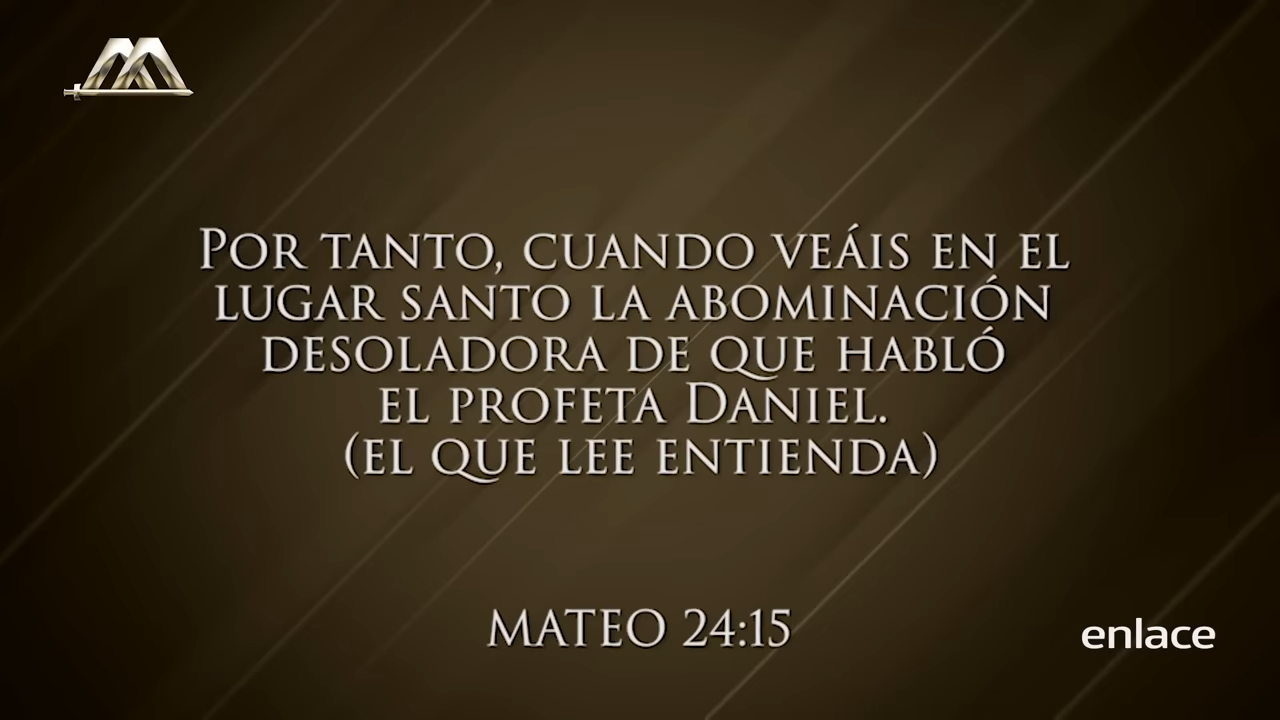 Por tanto, cuando veáis en el
lugar santo la abominación
desoladora de que habló
el profeta Daniel.
(el que lee entienda)
MATEO 24:15
enlace